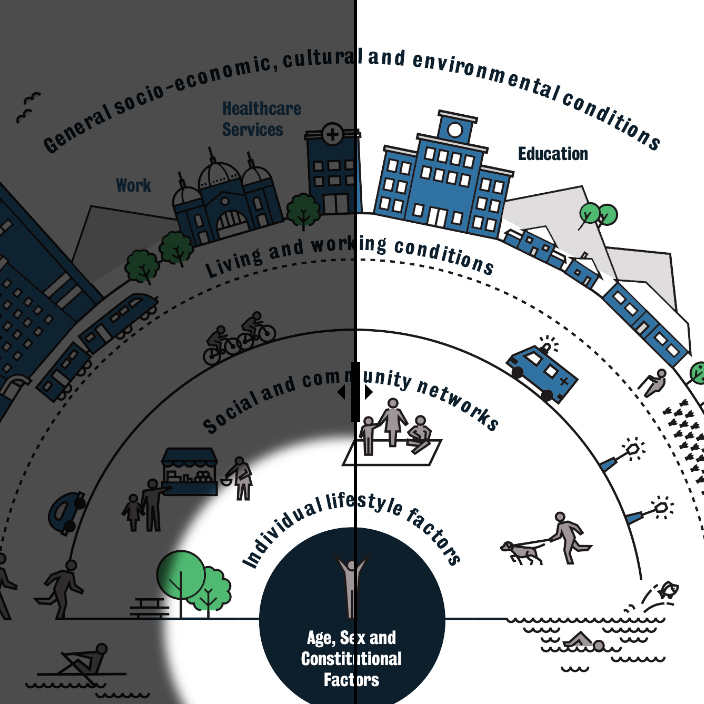 General socio-economic, cultural and environmental conditions
Healthcare
Services
Education
Work
Living and working conditions
Social and community networks
Individual lifestyle factors
Age, Sex and
Constitutional
Factors